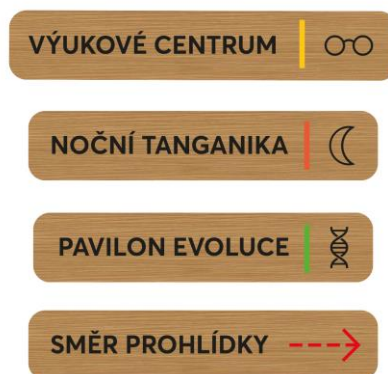 VÝUKOVÉ CENTRUM
NOČNÍ TANGANIKA
PAVILON EVOLUCE
SMĚR PROHLÍDKY